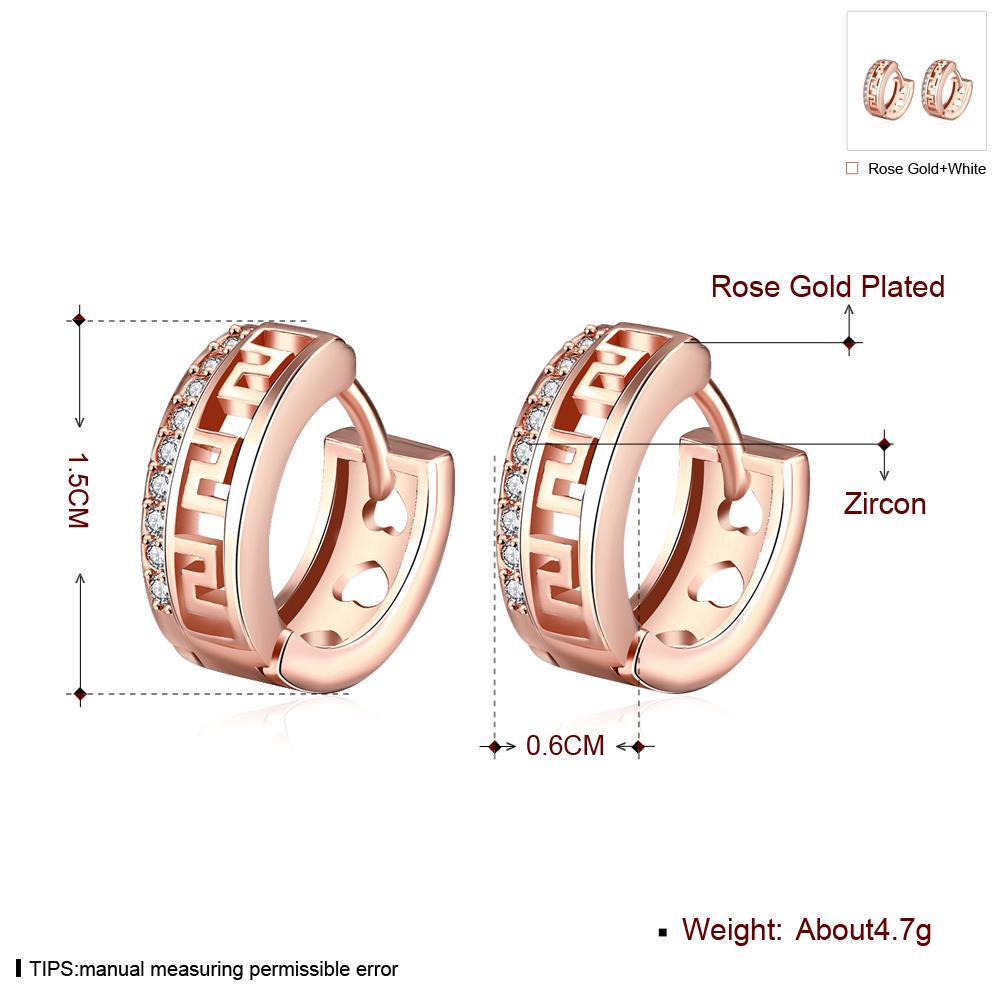 Rose Gold+White
Rose Gold Plated
1.5CM
Zircon
0.6CM
Weight: About4.7g
TIPS:manual measuring permissible error